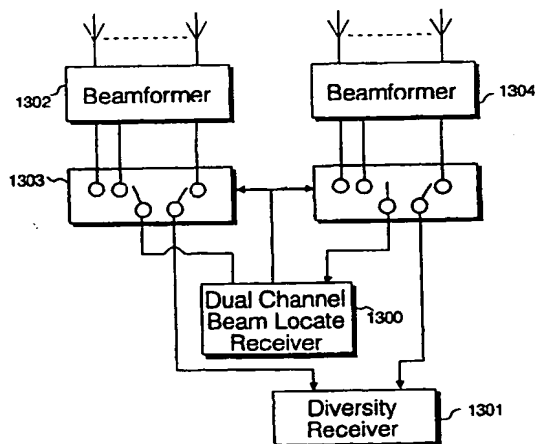 Beamformer
1302
Beamformer
1304
1303
Dual Channel
Beam Locate
Receiver
1300
Diversity
Receiver
1301